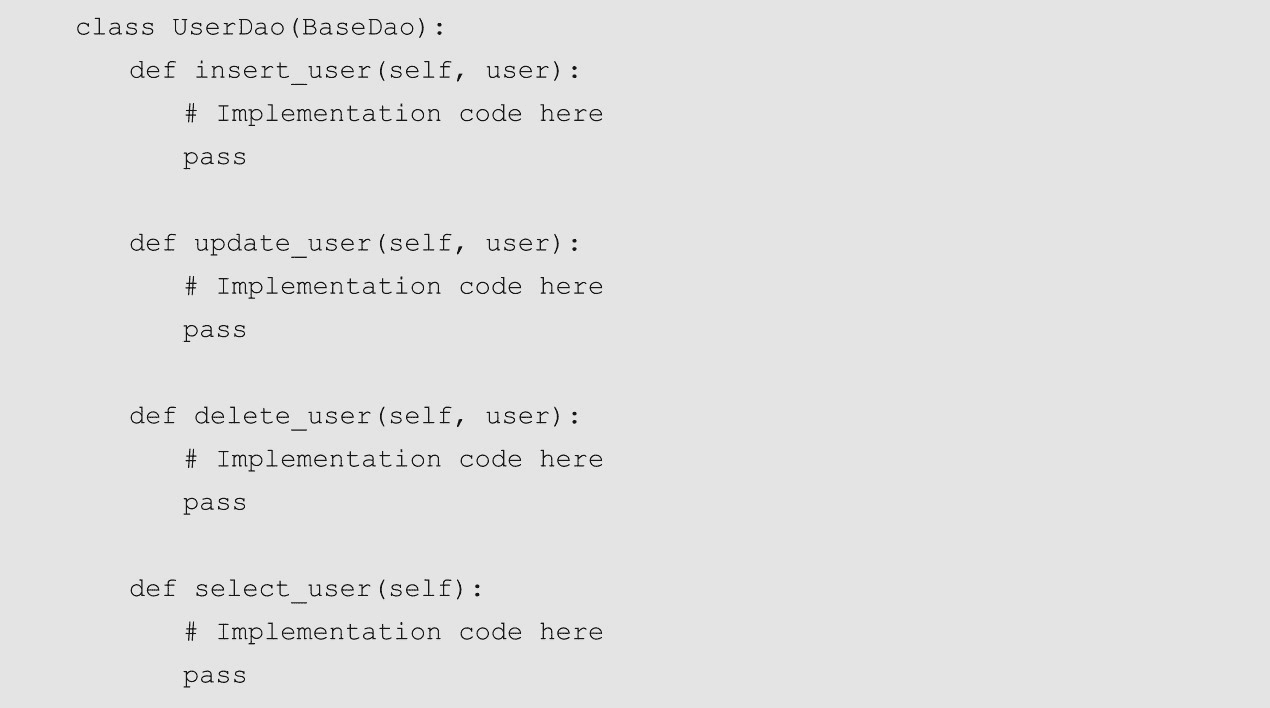 class UserDao(BaseDao):
    def insert_user(self, user):
        # Implementation code here
        pass

    def update_user(self, user):
        # Implementation code here
        pass

    def delete_user(self, user):
        # Implementation code here
        pass

    def select_user(self):
        # Implementation code here
        pass